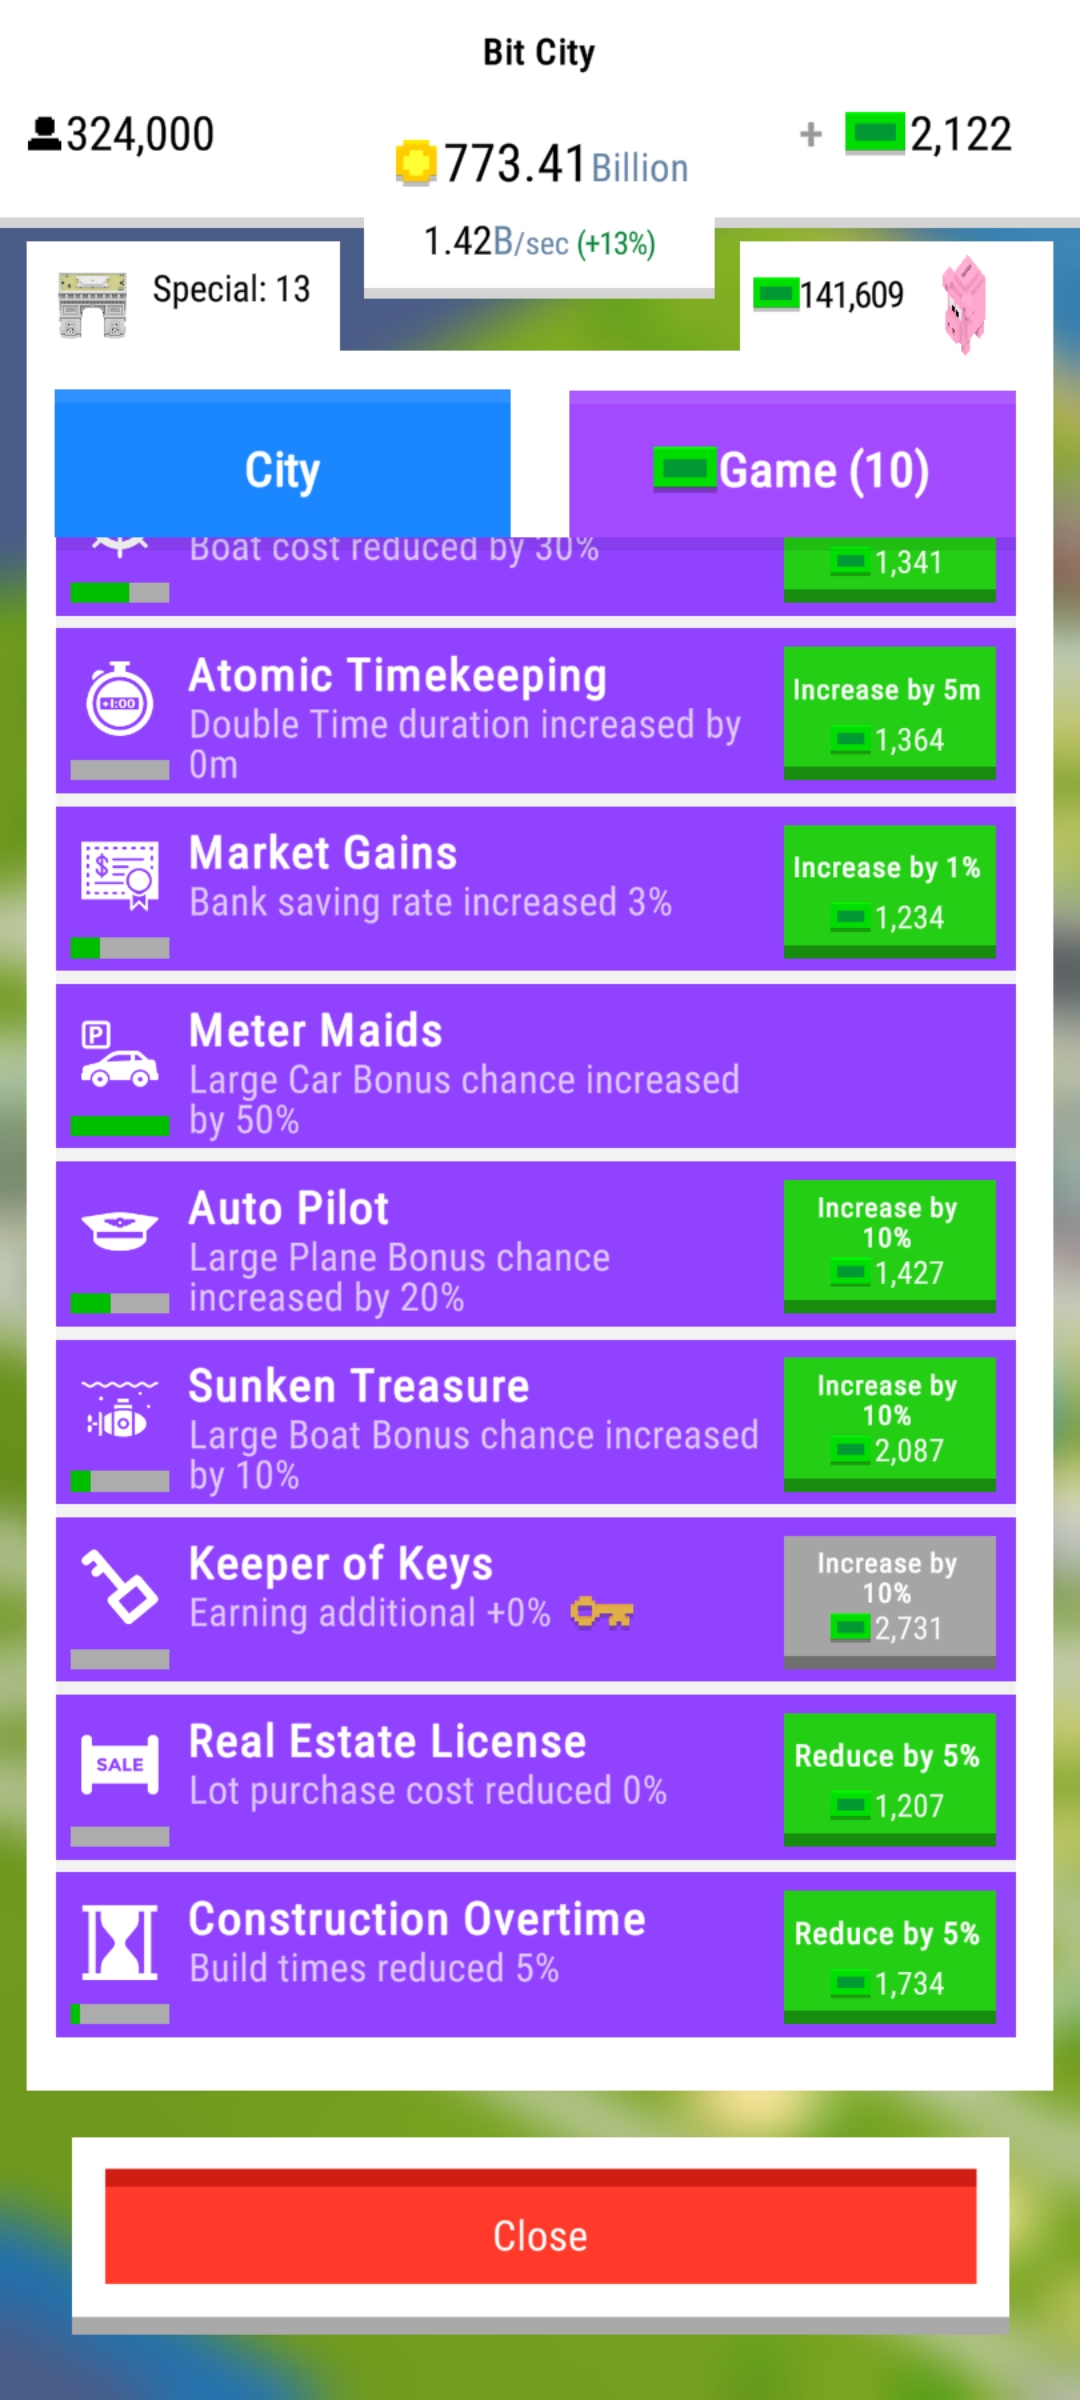 Bit City
324,000
773.41 Billion
+ 2,122
1.42B/sec (+13%)
Special: 13
141,609
City
Game (10)
Boat cost reduced by 30%
1,341
+1:00
Atomic Timekeeping
Double Time duration increased by
0m
Increase by 5m
1,364
$
Market Gains
Bank saving rate increased 3%
Increase by 1%
1,234
P
Meter Maids
Large Car Bonus chance increased
by 50%
Auto Pilot
Large Plane Bonus chance
increased by 20%
Increase by
10%
1,427
Sunken Treasure
Large Boat Bonus chance increased
by 10%
Increase by
10%
2,087
Keeper of Keys
Earning additional +0%
Increase by
10%
2,731
SALE
Real Estate License
Lot purchase cost reduced 0%
Reduce by 5%
1,207
Construction Overtime
Build times reduced 5%
Reduce by 5%
1,734
Close